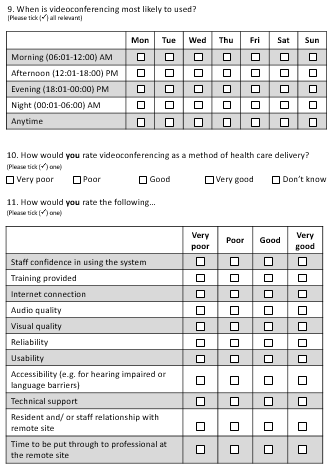 9. When is videoconferencing most likely to used?
(Please tick (✓) all relevant)
Mon Tue Wed Thu Fri Sat Sun
Morning (06:01-12:00) AM
Afternoon (12:01-18:00) PM
Evening (18:01-00:00) PM
Night (00:01-06:00) AM
Anytime
10. How would you rate videoconferencing as a method of health care delivery?
(Please tick (✓) one)
Very poor Poor Good Very good Don't know
11. How would you rate the following...
(Please tick (✓) one)
Very poor Poor Good Very good
Staff confidence in using the system
Training provided
Internet connection
Audio quality
Visual quality
Reliability
Usability
Accessibility (e.g. for hearing impaired or
language barriers)
Technical support
Resident and/ or staff relationship with
remote site
Time to be put through to professional at
the remote site